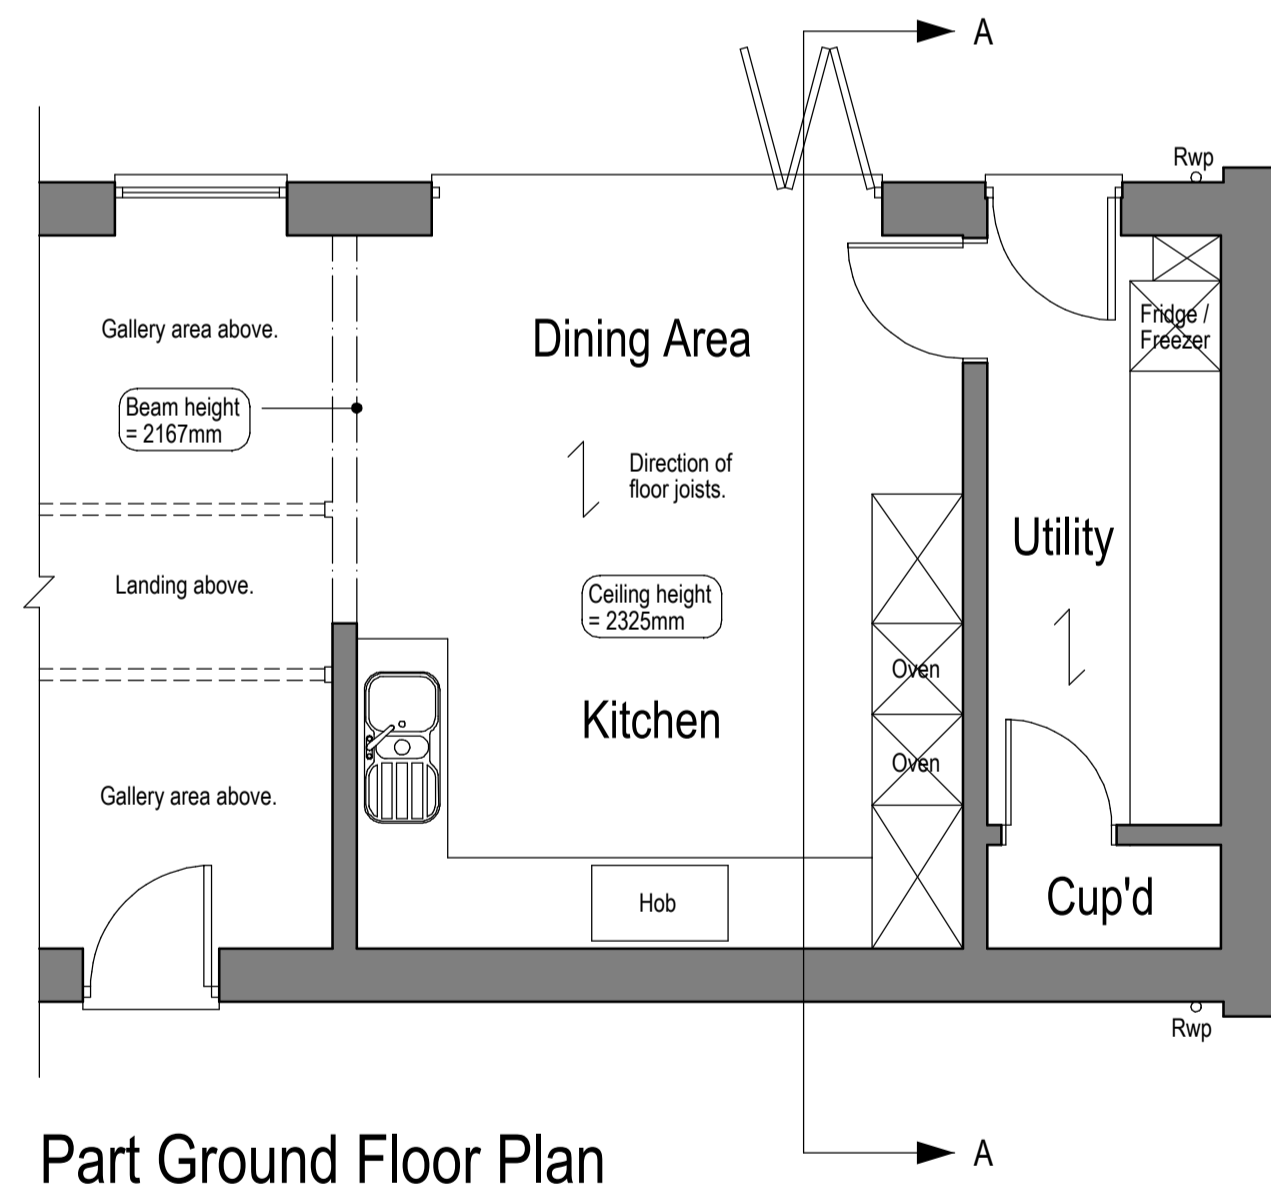 A
Rwp
Gallery area above.
Dining Area
Fridge /
Freezer
Beam height
= 2167mm
Direction of
floor joists.
Utility
Landing above.
Ceiling height
= 2325mm
Oven
Kitchen
Oven
Gallery area above.
Hob
Cup'd
Rwp
A
Part Ground Floor Plan